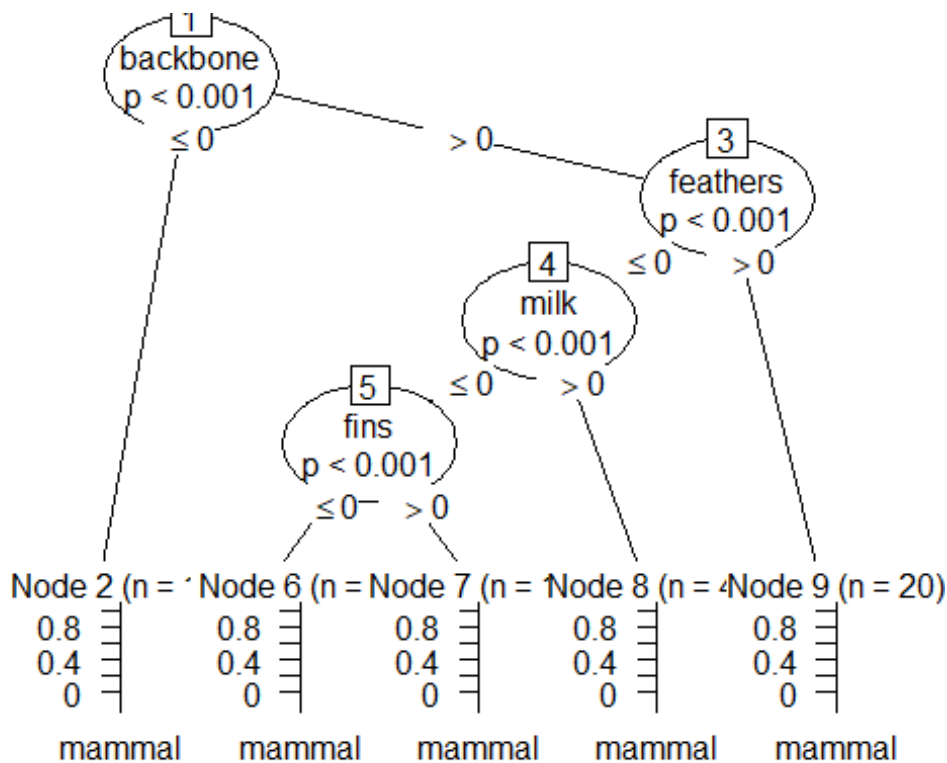 1
backbone
p < 0.001
≤ 0
> 0
3
feathers
p < 0.001
≤ 0
> 0
4
milk
p < 0.001
≤ 0
> 0
5
fins
p < 0.001
≤ 0
> 0
Node 2 (n = Node 6 (n = Node 7 (n = Node 8 (n = Node 9 (n = 20)
0.8 0.8 0.8 0.8 0.8
0.4 0.4 0.4 0.4 0.4
0 0 0 0 0
mammal mammal mammal mammal mammal